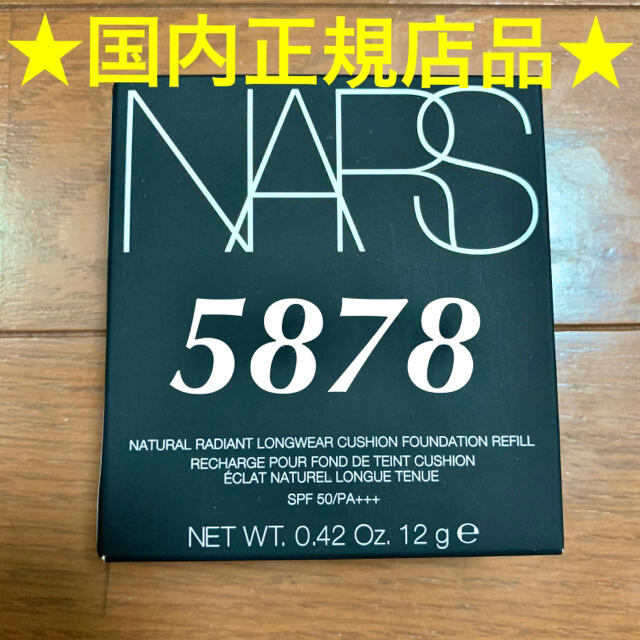 ★国内正規店品★
NARS
5878
NATURAL RADIANT LONGWEAR CUSHION FOUNDATION REFILL
RECHARGE POUR FOND DE TEINT CUSHION
ÉCLAT NATUREL LONGUE TENUE
SPF 50/PA+++
NET WT. 0.42 Oz. 12 g ℮